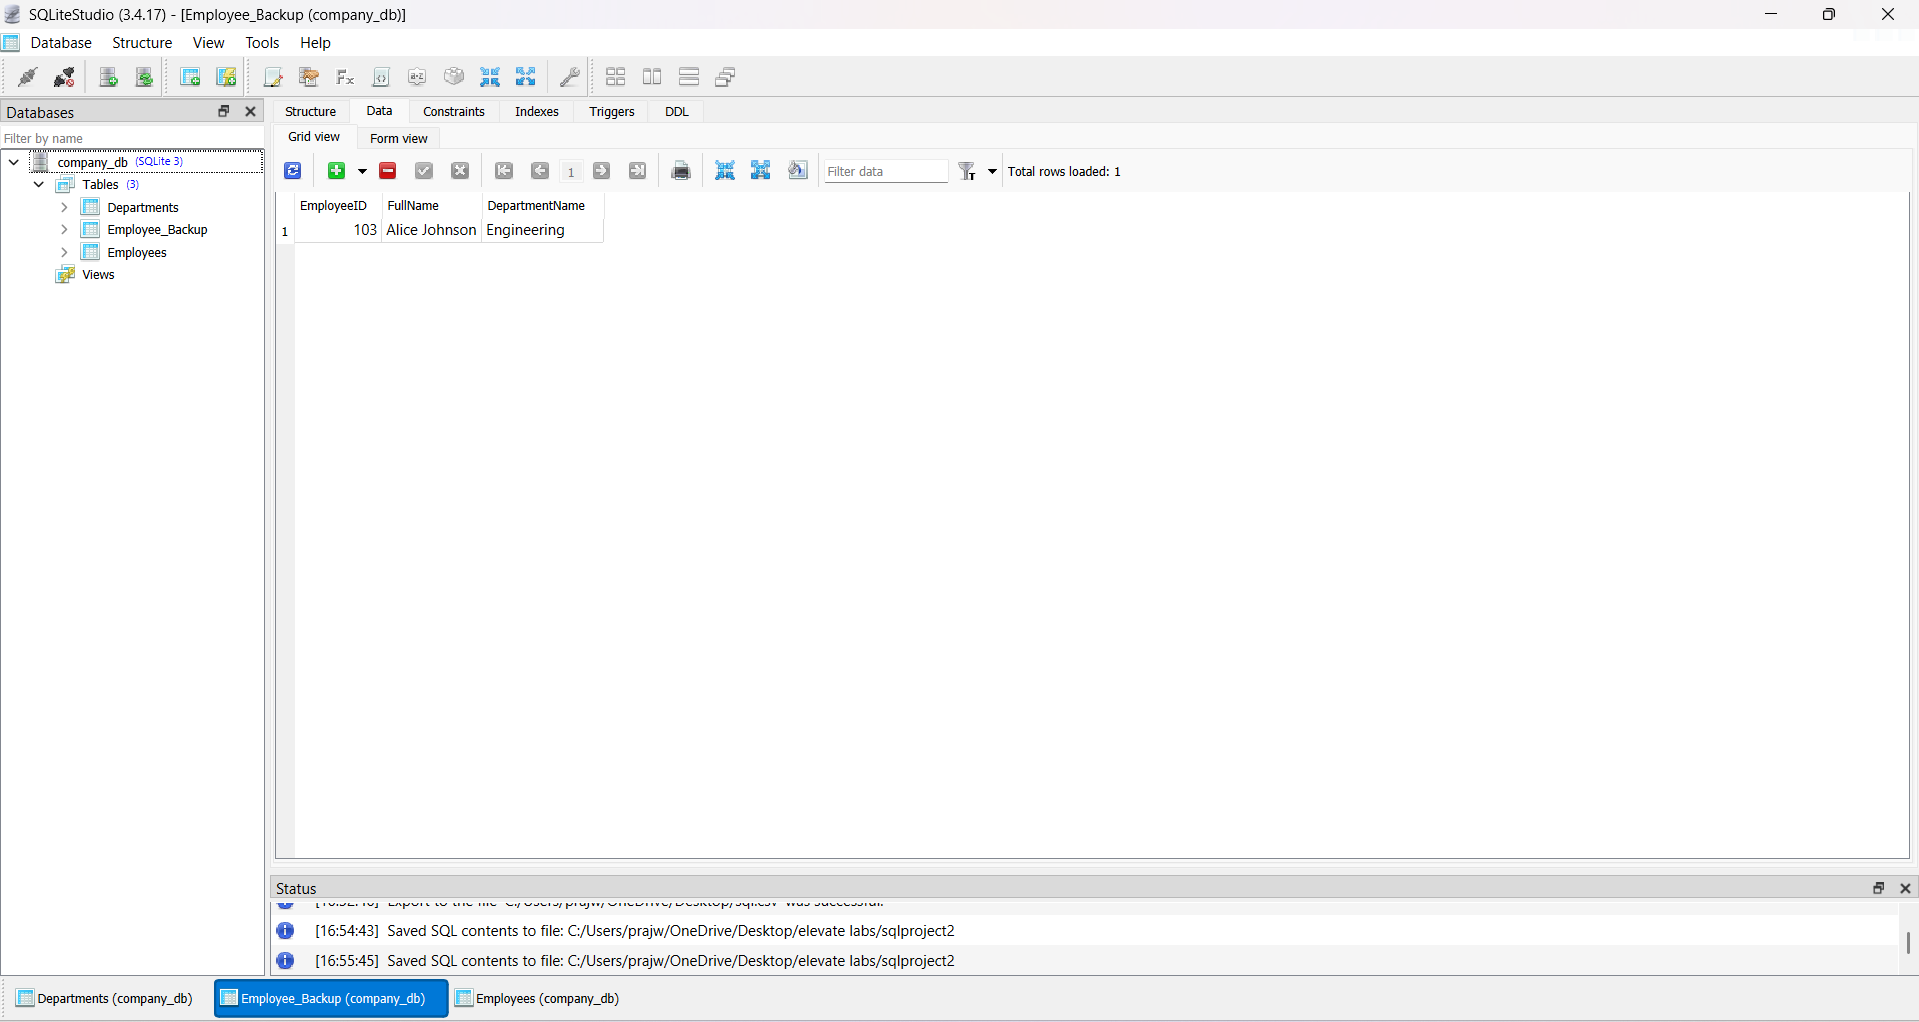 SQLiteStudio (3.4.17) - [Employee_Backup (company_db)]
Database Structure View Tools Help
Databases
Filter by name
company_db (SQLite 3)
Tables (3)
Departments
Employee_Backup
Employees
Views
Structure Data Constraints Indexes Triggers DDL
Grid view Form view
1 Filter data Total rows loaded: 1
EmployeeID FullName DepartmentName
1 103 Alice Johnson Engineering
Status
[16:54:43] Saved SQL contents to file: C:/Users/prajw/OneDrive/Desktop/elevate labs/sqlproject2
[16:55:45] Saved SQL contents to file: C:/Users/prajw/OneDrive/Desktop/elevate labs/sqlproject2
Departments (company_db) Employee_Backup (company_db) Employees (company_db)